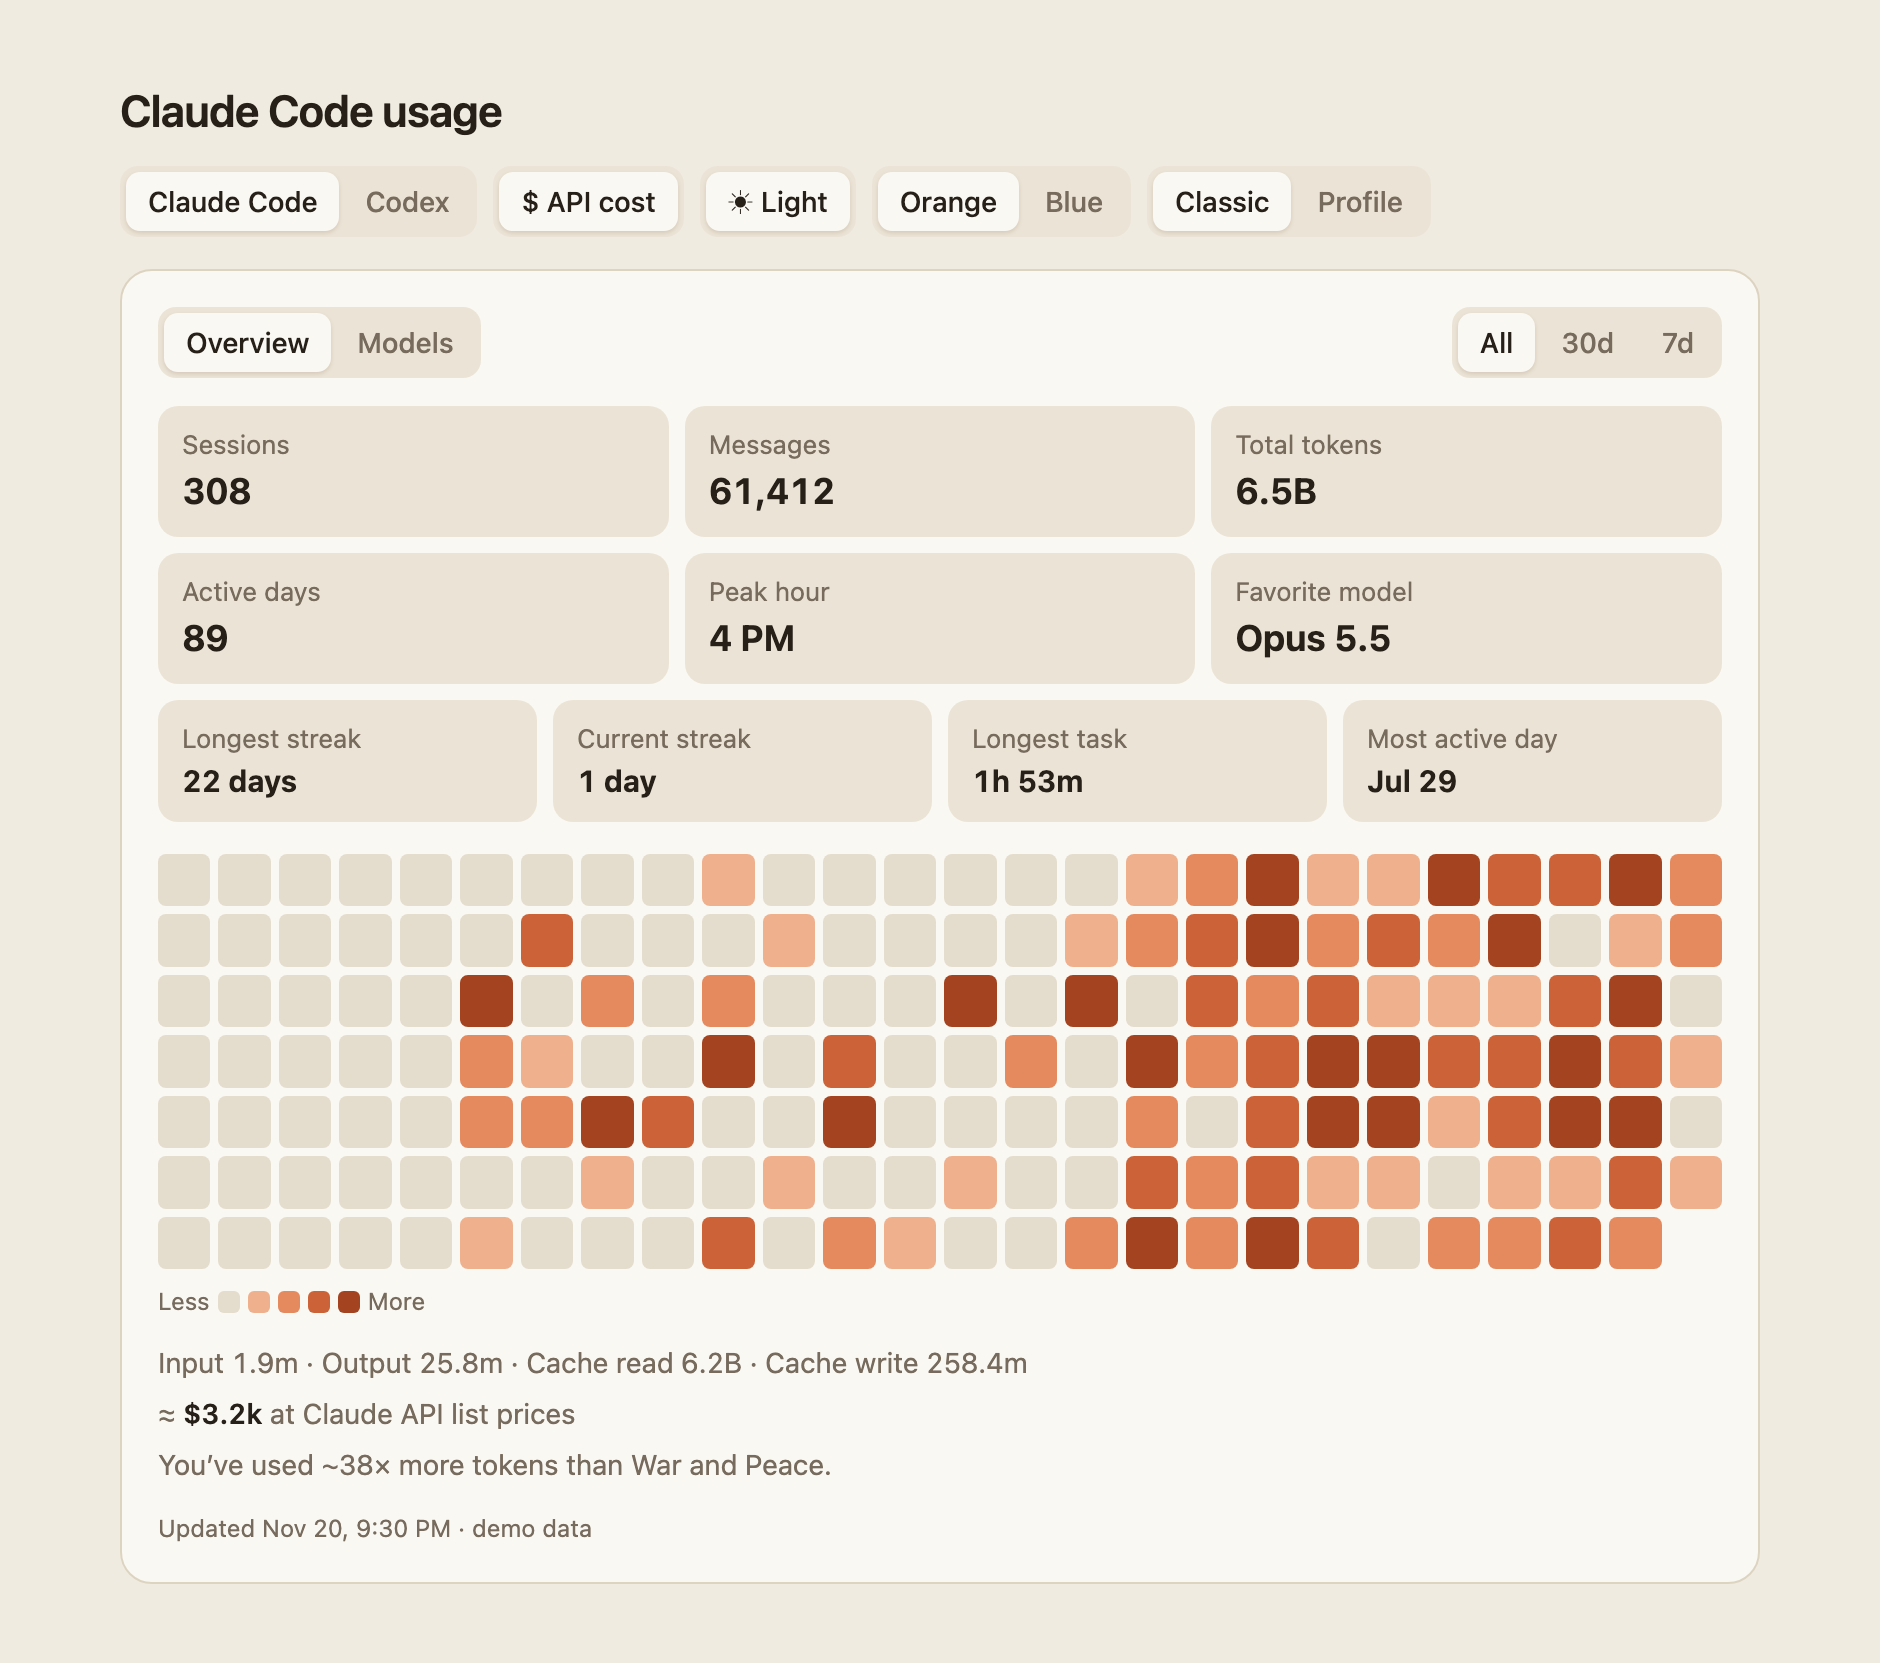 Claude Code usage
Claude Code Codex $ API cost ☀ Light Orange Blue Classic Profile
Overview Models All 30d 7d
Sessions Messages Total tokens
308 61,412 6.5B
Active days Peak hour Favorite model
89 4 PM Opus 5.5
Longest streak Current streak Longest task Most active day
22 days 1 day 1h 53m Jul 29
Less More
Input 1.9m · Output 25.8m · Cache read 6.2B · Cache write 258.4m
≈ $3.2k at Claude API list prices
You’ve used ~38× more tokens than War and Peace.
Updated Nov 20, 9:30 PM · demo data